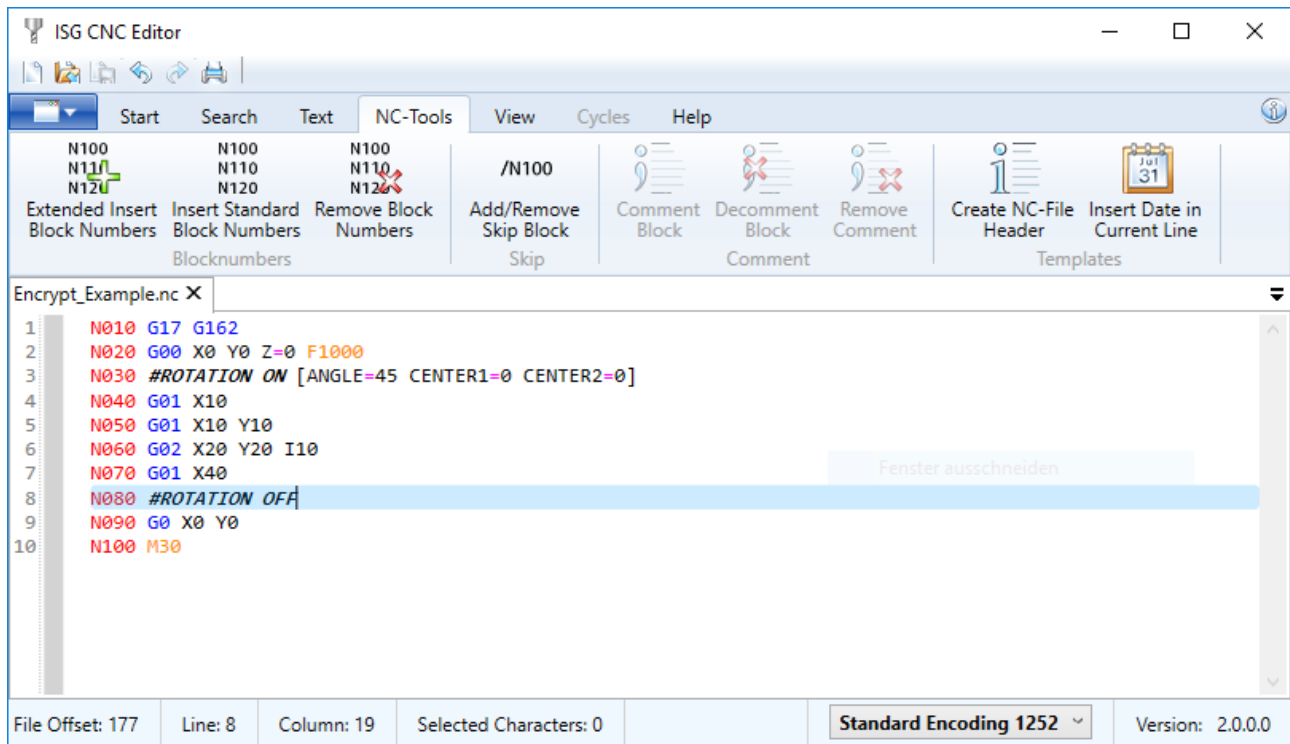 ISG CNC Editor
Start Search Text NC-Tools View Cycles Help
N100 N100 N100 /N100 Jul
N110 N110 N110 31
N120 N120 N120
Extended Insert Insert Standard Remove Block Add/Remove Comment Decomment Remove Create NC-File Insert Date in
Block Numbers Block Numbers Numbers Skip Block Block Block Comment Header Current Line
Blocknumbers Skip Comment Templates
Encrypt_Example.nc
1 N010 G17 G162
2 N020 G00 X0 Y0 Z=0 F1000
3 N030 #ROTATION ON [ANGLE=45 CENTER1=0 CENTER2=0]
4 N040 G01 X10
5 N050 G01 X10 Y10
6 N060 G02 X20 Y20 I10
7 N070 G01 X40 Fenster ausschneiden
8 N080 #ROTATION OFF
9 N090 G0 X0 Y0
10 N100 M30
File Offset: 177 Line: 8 Column: 19 Selected Characters: 0 Standard Encoding 1252 Version: 2.0.0.0